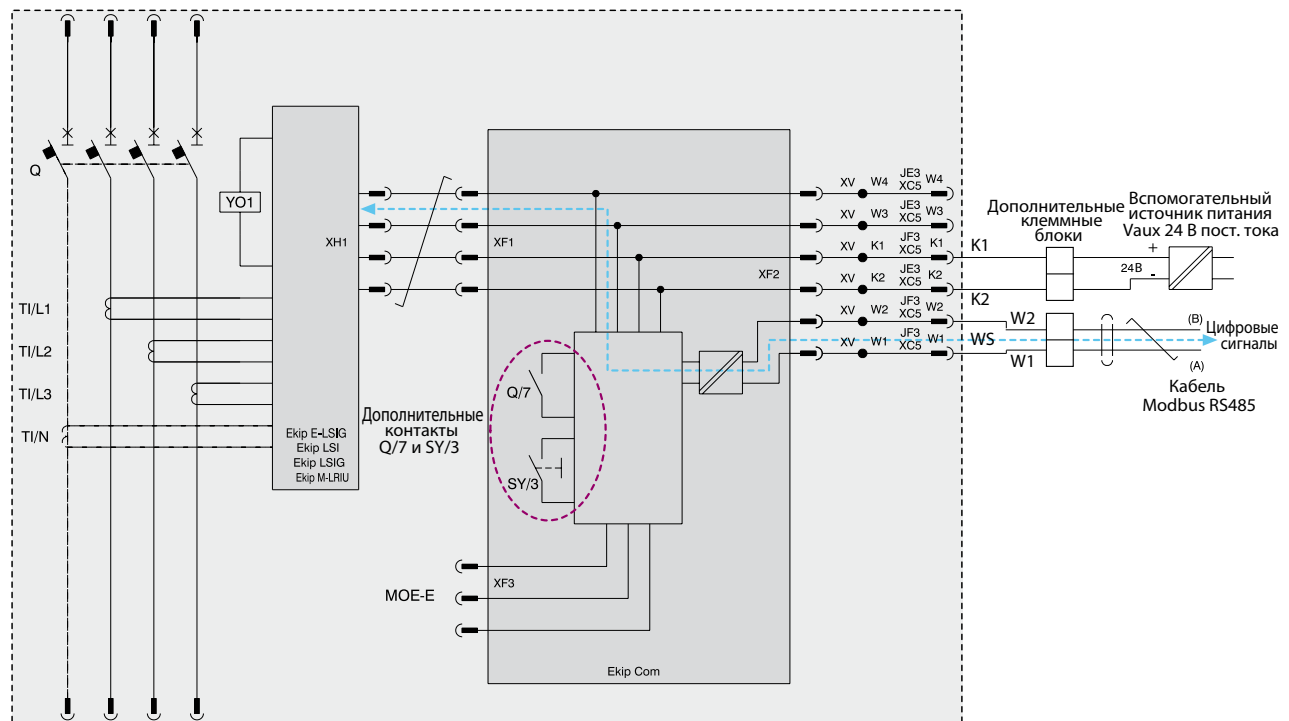 Q
YO1
XH1
TI/L1
TI/L2
TI/L3
TI/N
Ekip E-LSIG
Ekip LSI
Ekip LSIG
Ekip M-LRIU
Дополнительные
контакты
Q/7 и SY/3
XF1
Q/7
SY/3
MOE-E
XF3
Ekip Com
XF2
XV W4 JE3 XC5 W4
XV W3 JE3 XC5 W3
XV K1 JF3 XC5 K1
XV K2 JE3 XC5 K2
XV W2 JF3 XC5 W2
XV W1 JF3 XC5 W1
K1
K2
W2
WS
W1
Дополнительные
клеммные
блоки
Вспомогательный
источник питания
Vaux 24 В пост. тока
+
24В -
(B)
Цифровые
сигналы
(A)
Кабель
Modbus RS485